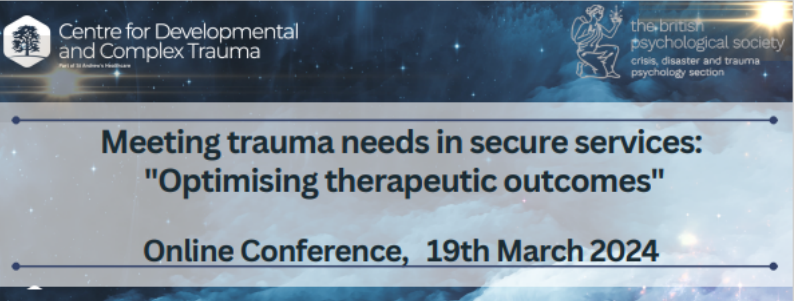 Centre for Developmental
and Complex Trauma
Part of St Andrew's Healthcare
the british
psychological society
crisis, disaster and trauma
psychology section
Meeting trauma needs in secure services:
"Optimising therapeutic outcomes"
Online Conference, 19th March 2024